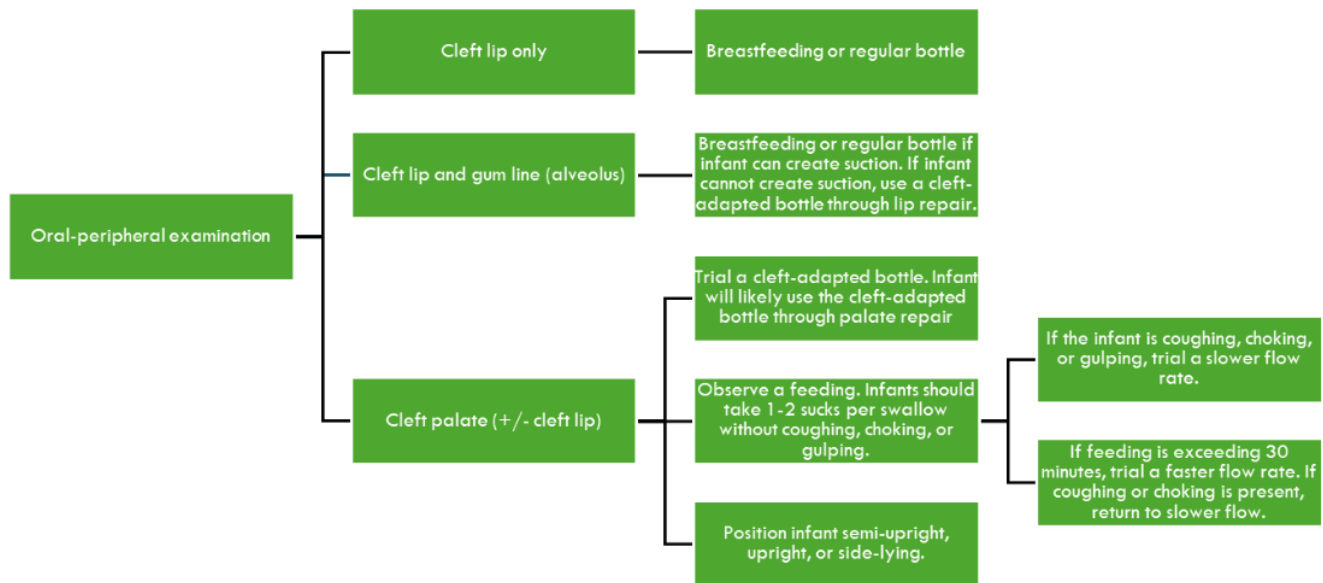 Oral-peripheral examination
Cleft lip only
Breastfeeding or regular bottle
Cleft lip and gum line (alveolus)
Breastfeeding or regular bottle if
infant can create suction. If infant
cannot create suction, use a cleft-
adapted bottle through lip repair.
Cleft palate (+/- cleft lip)
Trial a cleft-adapted bottle. Infant
will likely use the cleft-adapted
bottle through palate repair
Observe a feeding. Infants should
take 1-2 sucks per swallow
without coughing, choking, or
gulping.
If the infant is coughing, choking,
or gulping, trial a slower flow
rate.
If feeding is exceeding 30
minutes, trial a faster flow rate. If
coughing or choking is present,
return to slower flow.
Position infant semi-upright,
upright, or side-lying.